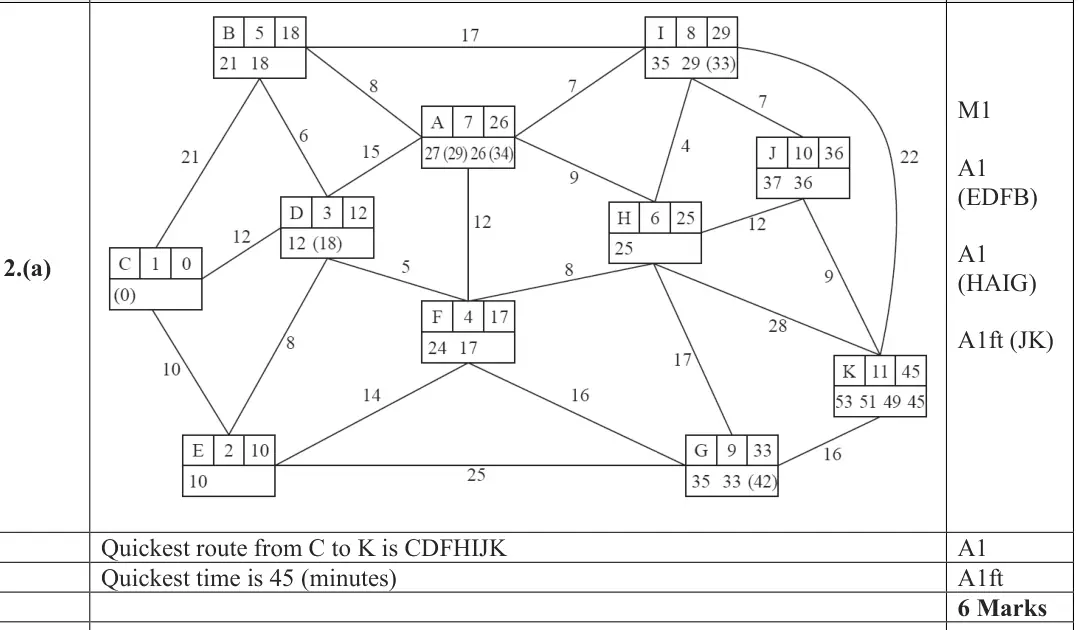 B 5 18
21 18
17
I 8 29
35 29 (33)
8
7
7
A 7 26
27 (29) 26 (34)
6
15
21
4
22
J 10 36
37 36
9
D 3 12
12 (18)
H 6 25
25
12
12
12
2.(a)
C 1 0
(0)
5
8
9
F 4 17
24 17
28
8
10
14
16
17
K 11 45
53 51 49 45
E 2 10
10
G 9 33
35 33 (42)
16
25
M1
A1
(EDFB)
A1
(HAIG)
A1ft (JK)
Quickest route from C to K is CDFHIJK A1
Quickest time is 45 (minutes) A1ft
6 Marks